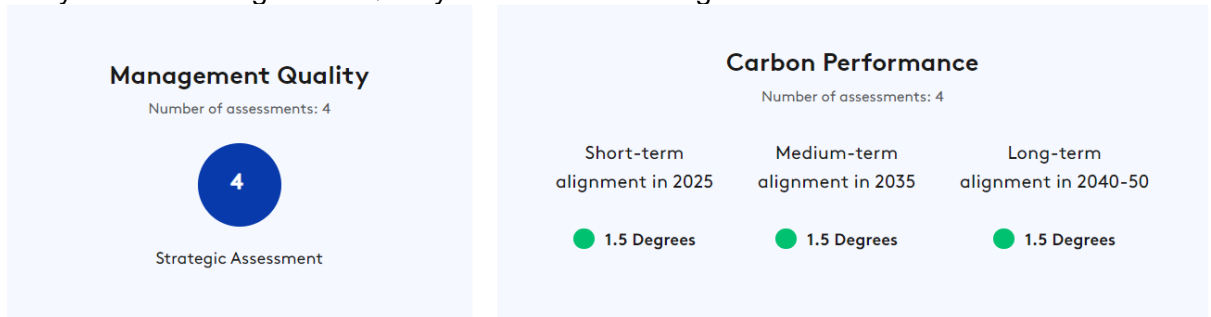 Management Quality
Number of assessments: 4
4
Strategic Assessment
Carbon Performance
Number of assessments: 4
Short-term
alignment in 2025
Medium-term
alignment in 2035
Long-term
alignment in 2040-50
1.5 Degrees
1.5 Degrees
1.5 Degrees